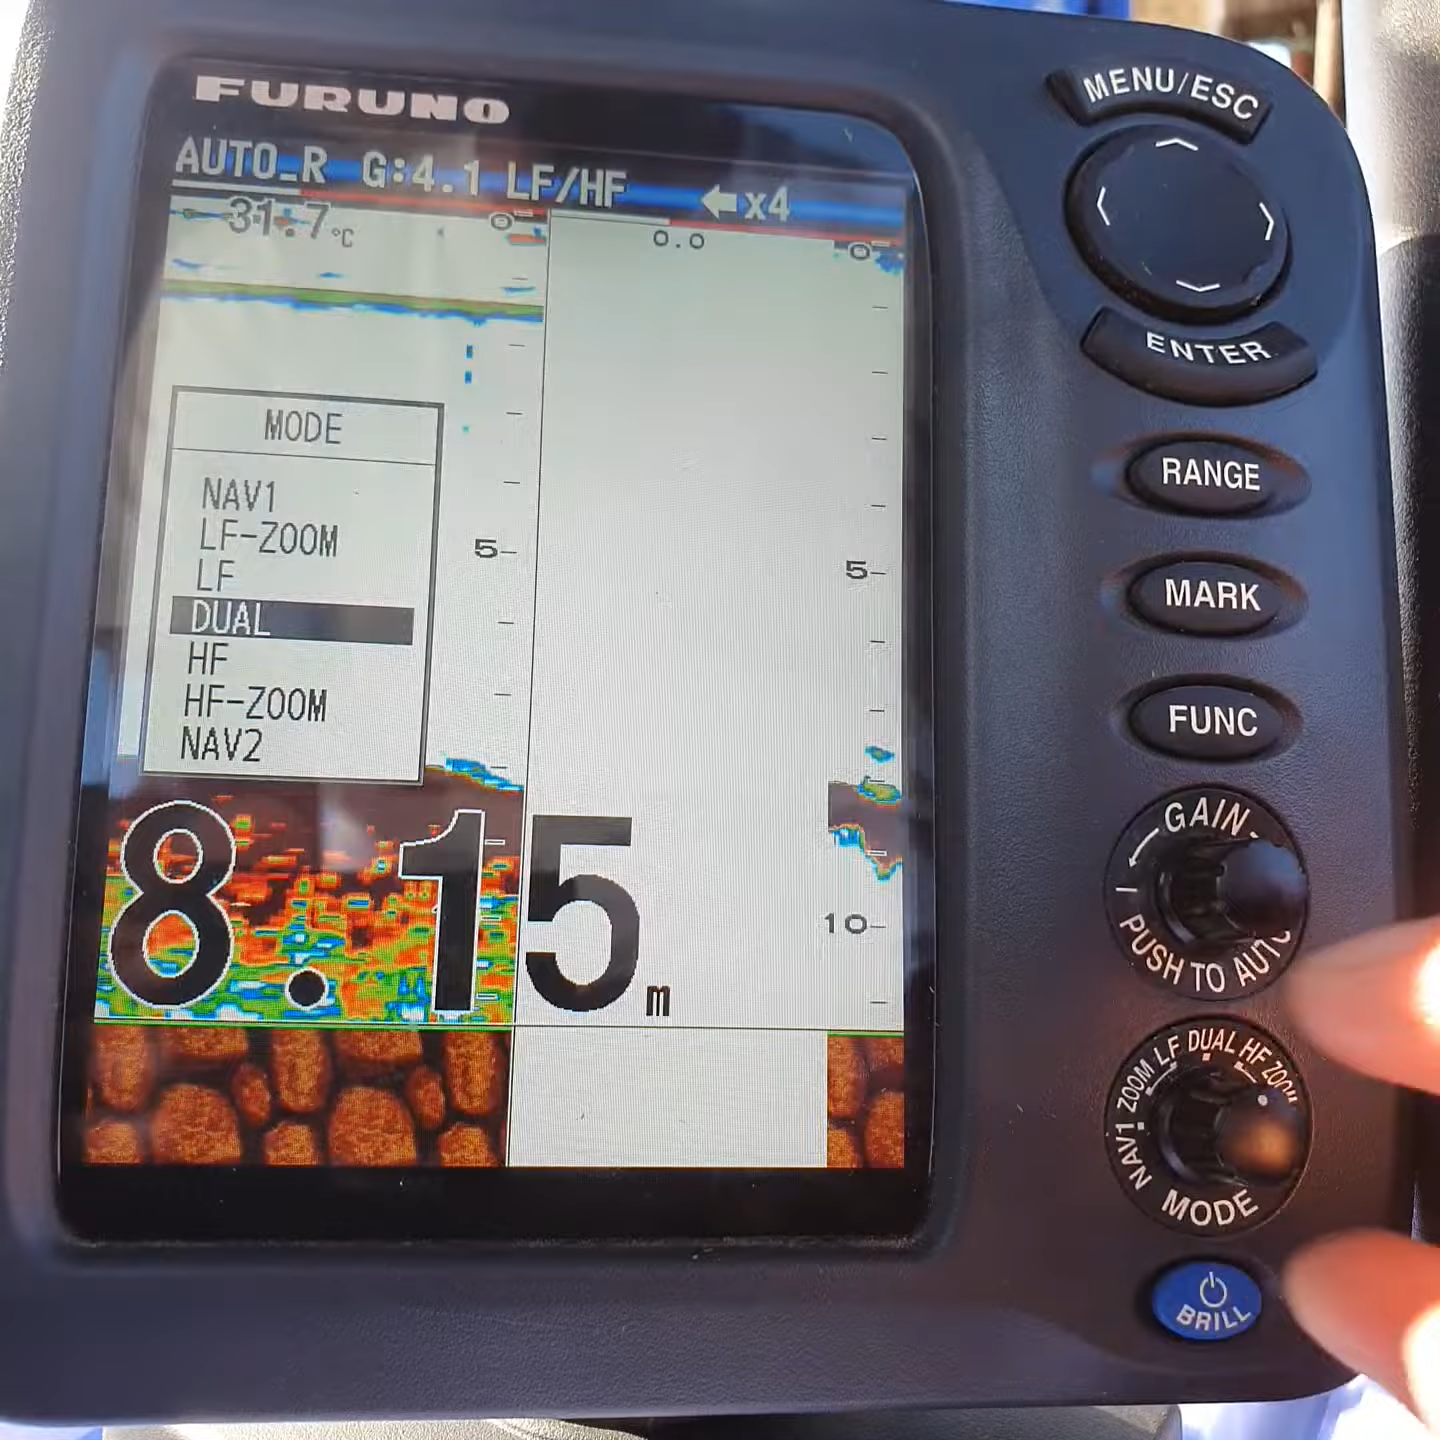 FURUNO
AUTO_R G:4.1 LF/HF ←x4
31.7°C
0
0.0
0
MODE
NAV1
LF-ZOOM
LF
DUAL
HF
HF-ZOOM
NAV2
5
5
10
8.15m
MENU/ESC
ENTER
RANGE
MARK
FUNC
GAIN
PUSH TO AUTO
NAV1 ZOOM LF DUAL HF ZOOM
MODE
BRILL